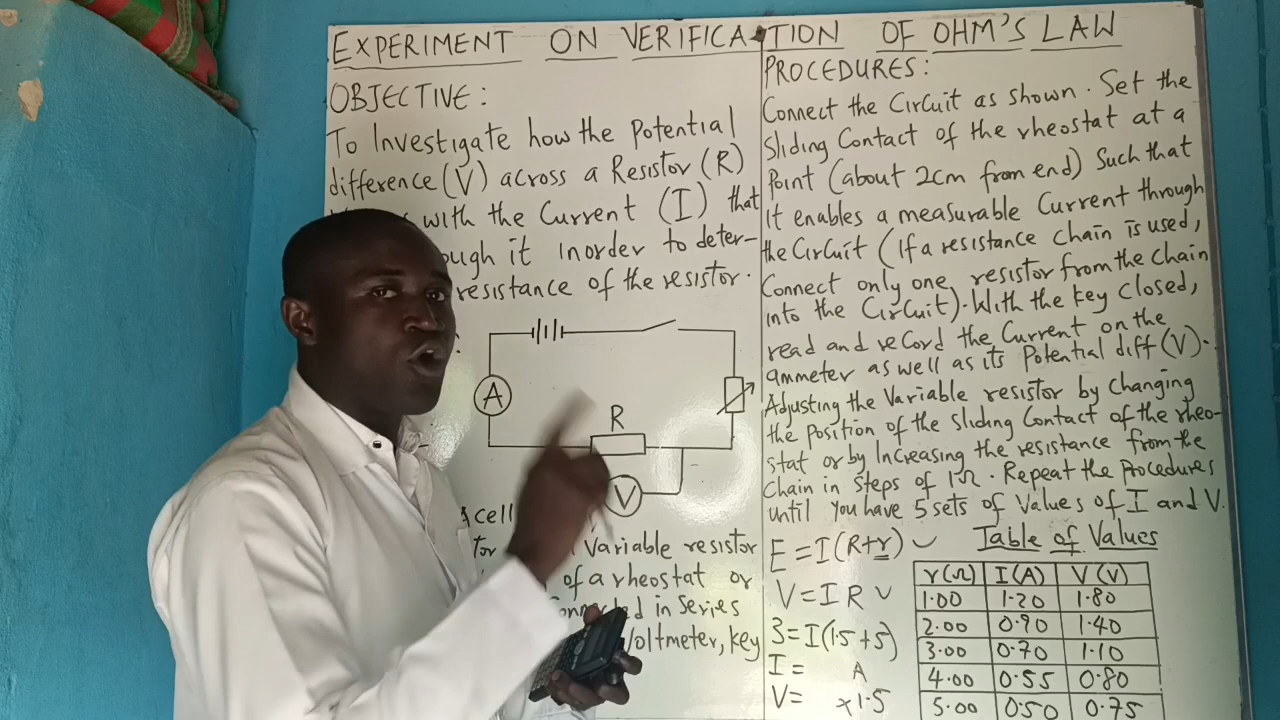 EXPERIMENT ON VERIFICATION OF OHM'S LAW
OBJECTIVE:
To Investigate how the Potential
difference (V) across a Resistor (R)
with the Current (I) that
ough it inorder to deter-
resistance of the resistor.
A
R
V
A cell
tor Variable resistor
of a rheostat or
Connected in Series
Voltmeter, key
PROCEDURES:
Connect the Circuit as shown. Set the
Sliding Contact of the rheostat at a
Point (about 2cm from end) Such that
It enables a measurable Current through
the Circuit (If a resistance chain is used,
Connect only one resistor from the chain
into the Circuit). With the key closed,
read and record the Current on the
ammeter as well as its Potential diff (V).
Adjusting the Variable resistor by Changing
the Position of the Sliding Contact of the rheo-
stat or by Increasing the resistance from the
Chain in steps of 1Ω. Repeat the Procedures
until You have 5 sets of Values of I and V.
E = I(R+r)
V = I R
3 = I(1.5+5)
I = A
V = x1.5
Table of Values
r(Ω) I(A) V(V)
1.00 1.20 1.80
2.00 0.90 1.40
3.00 0.70 1.10
4.00 0.55 0.80
5.00 0.50 0.75